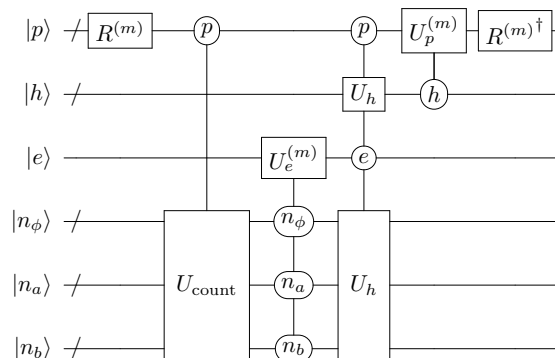 |p⟩ R^{(m)} p p U_p^{(m)} R^{(m)†}
|h⟩ U_h h
|e⟩ U_e^{(m)} e
|n_ϕ⟩ n_ϕ
|n_a⟩ U_count n_a U_h
|n_b⟩ n_b